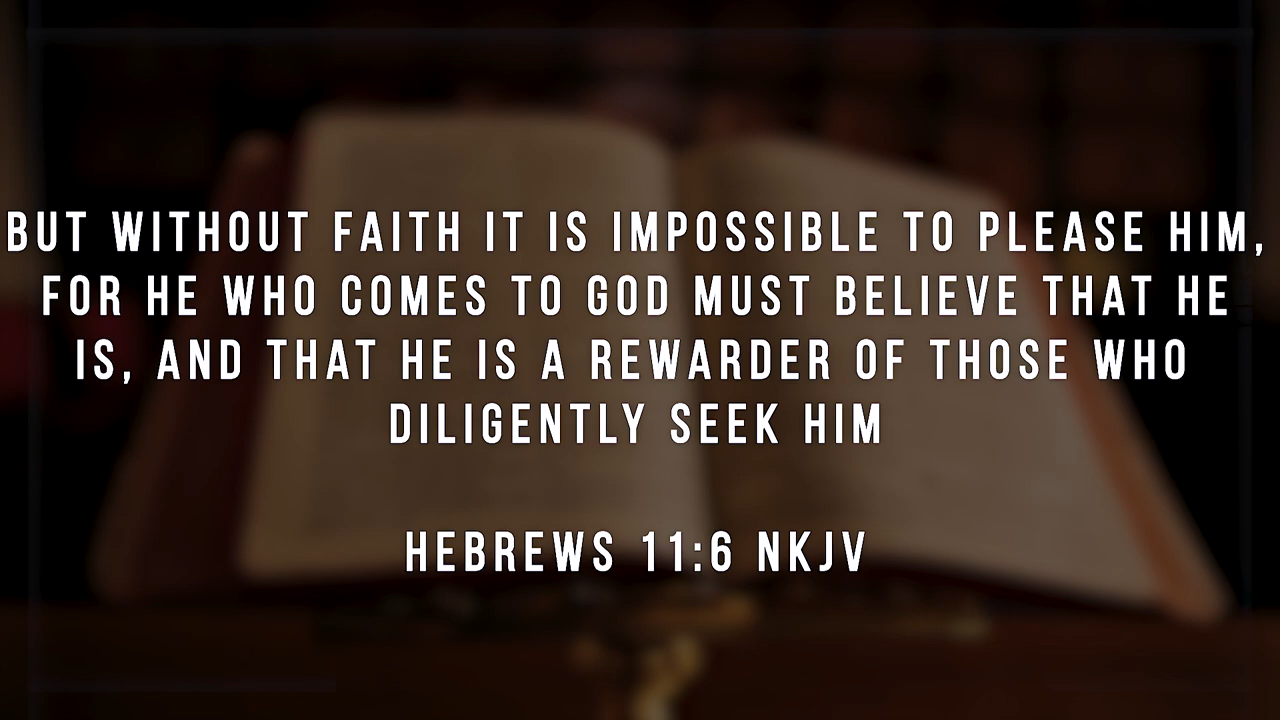 BUT WITHOUT FAITH IT IS IMPOSSIBLE TO PLEASE HIM,
FOR HE WHO COMES TO GOD MUST BELIEVE THAT HE
IS, AND THAT HE IS A REWARDER OF THOSE WHO
DILIGENTLY SEEK HIM
HEBREWS 11:6 NKJV